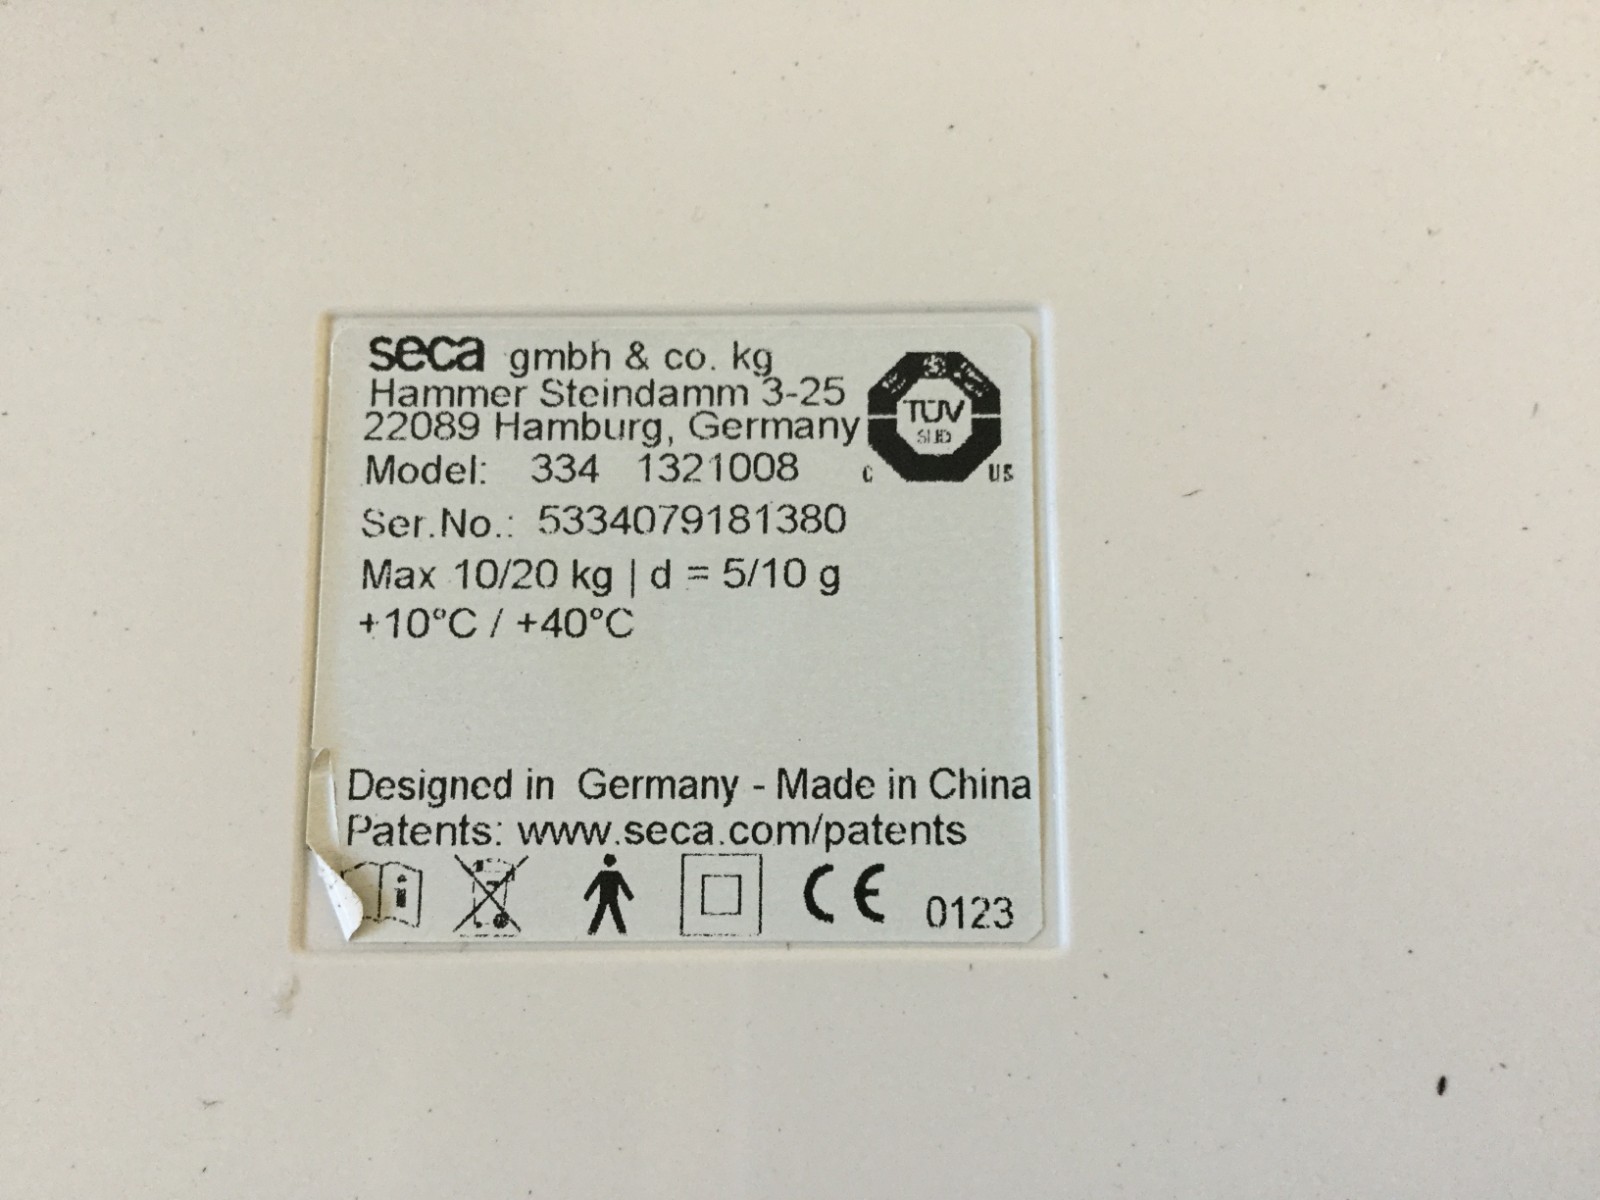 seca gmbh & co. kg
Hammer Steindamm 3-25
22089 Hamburg, Germany
TÜV
SÜD
C US
Model: 334 1321008
Ser.No.: 5334079181380
Max 10/20 kg | d = 5/10 g
+10°C / +40°C
Designed in Germany - Made in China
Patents: www.seca.com/patents
i
CE 0123